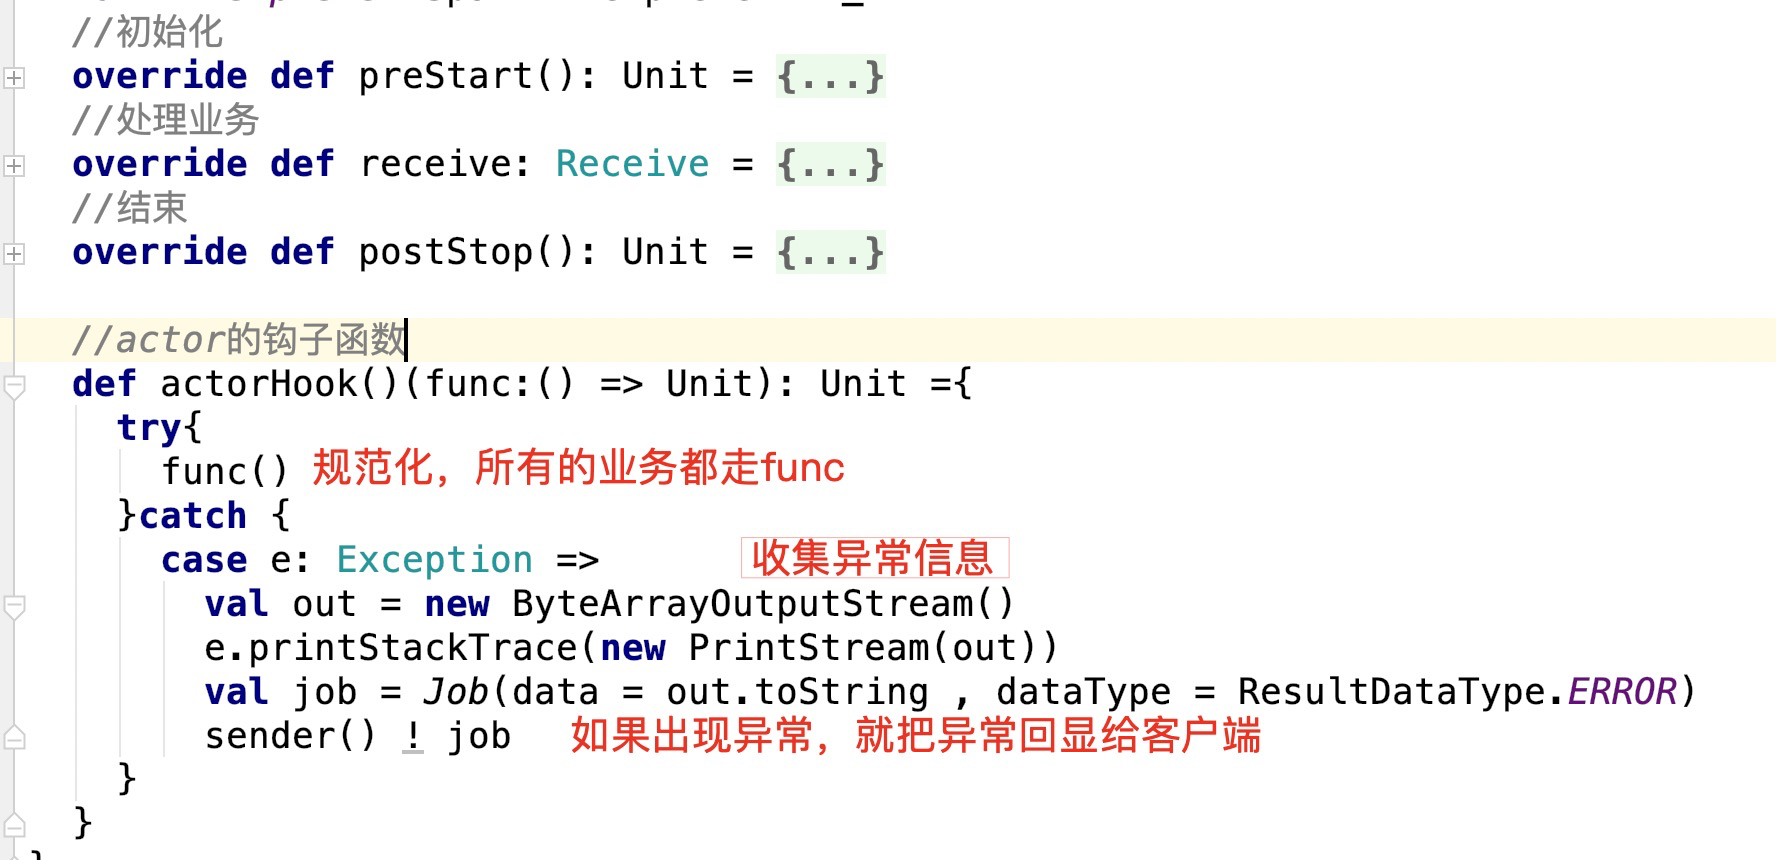 //初始化
override def preStart(): Unit = {...}
//处理业务
override def receive: Receive = {...}
//结束
override def postStop(): Unit = {...}
//actor的钩子函数
def actorHook()(func:() => Unit): Unit ={
try{
func() 规范化，所有的业务都走func
}catch {
case e: Exception => 收集异常信息
val out = new ByteArrayOutputStream()
e.printStackTrace(new PrintStream(out))
val job = Job(data = out.toString , dataType = ResultDataType.ERROR)
sender() ! job 如果出现异常，就把异常回显给客户端
}
}